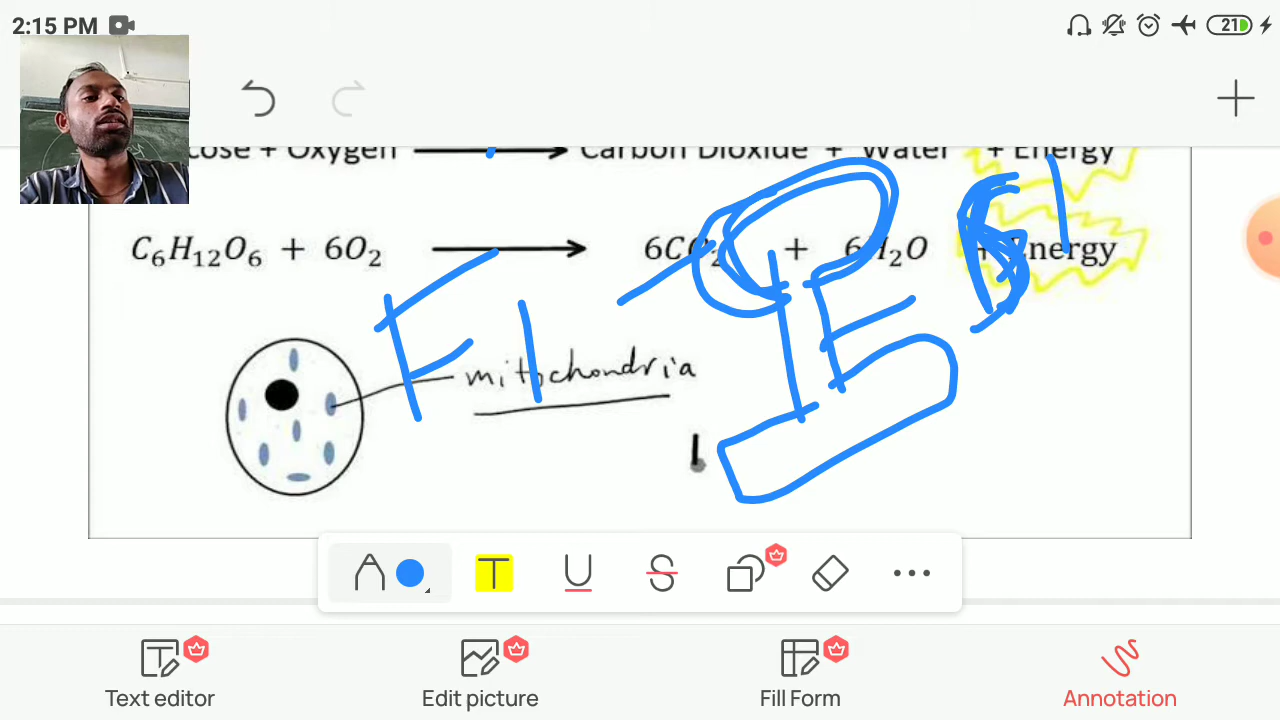 2:15 PM
21
cose + Oxygen ⟶ Carbon Dioxide + Water + Energy
C₆H₁₂O₆ + 6O₂ ⟶ 6CO₂ + 6H₂O + Energy
mitochondria
T U S
Text editor Edit picture Fill Form Annotation